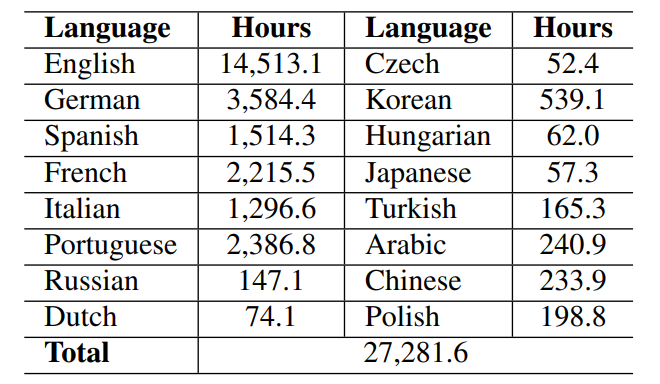 Language Hours Language Hours
English 14,513.1 Czech 52.4
German 3,584.4 Korean 539.1
Spanish 1,514.3 Hungarian 62.0
French 2,215.5 Japanese 57.3
Italian 1,296.6 Turkish 165.3
Portuguese 2,386.8 Arabic 240.9
Russian 147.1 Chinese 233.9
Dutch 74.1 Polish 198.8
Total 27,281.6